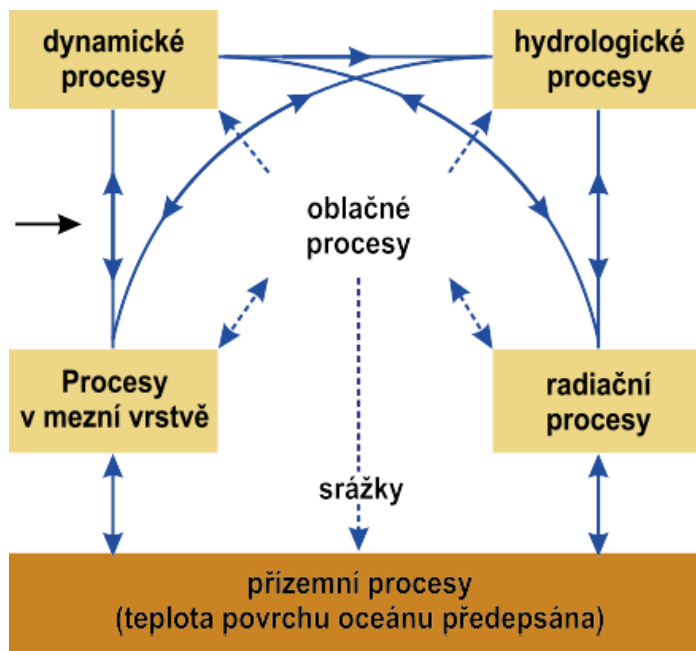 dynamické
procesy
hydrologické
procesy
oblačné
procesy
Procesy
v mezní vrstvě
radiační
procesy
srážky
přízemní procesy
(teplota povrchu oceánu předepsána)